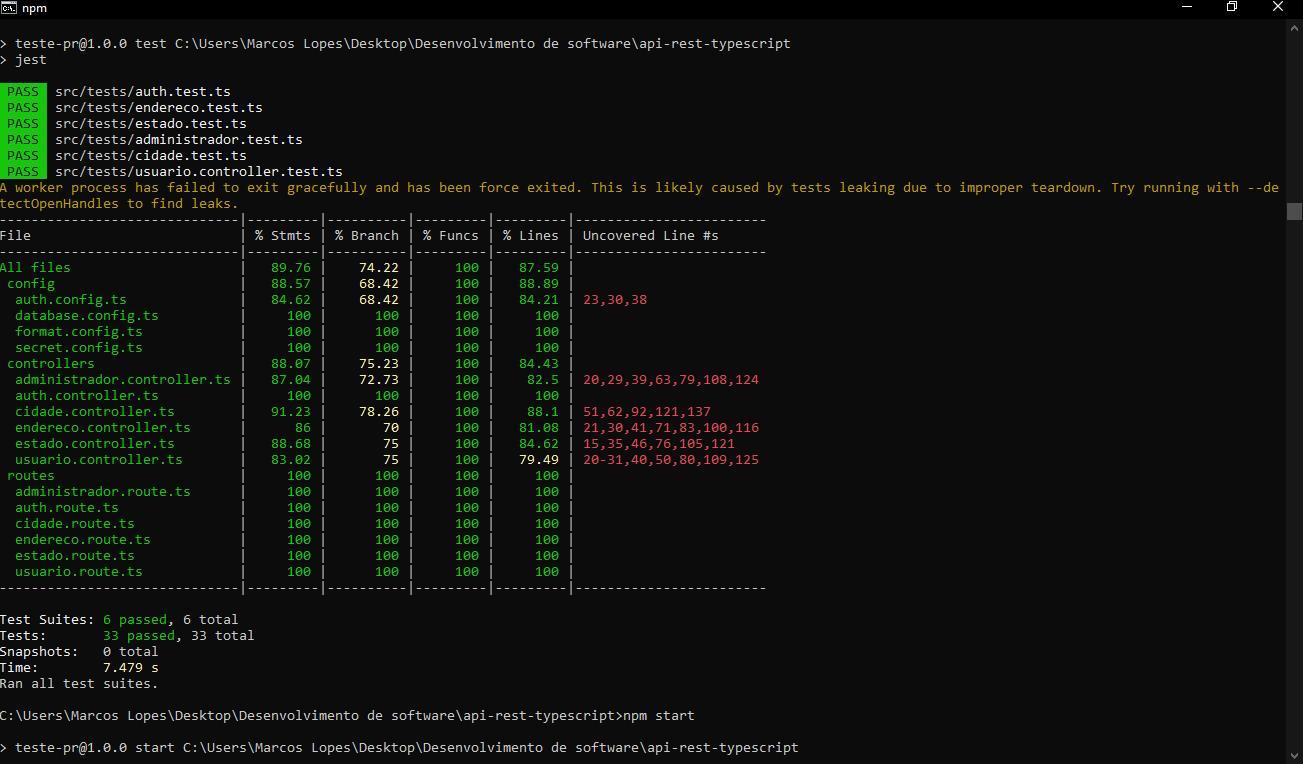 npm
> teste-pr@1.0.0 test C:\Users\Marcos Lopes\Desktop\Desenvolvimento de software\api-rest-typescript
> jest
PASS src/tests/auth.test.ts
PASS src/tests/endereco.test.ts
PASS src/tests/estado.test.ts
PASS src/tests/administrador.test.ts
PASS src/tests/cidade.test.ts
PASS src/tests/usuario.controller.test.ts
A worker process has failed to exit gracefully and has been force exited. This is likely caused by tests leaking due to improper teardown. Try running with --de
tectOpenHandles to find leaks.
------------------------------|---------|----------|---------|---------|------------------------
File                          | % Stmts | % Branch | % Funcs | % Lines | Uncovered Line #s
------------------------------|---------|----------|---------|---------|------------------------
All files                     |   89.76 |    74.22 |     100 |   87.59 |
 config                       |   88.57 |    68.42 |     100 |   88.89 |
  auth.config.ts              |   84.62 |    68.42 |     100 |   84.21 | 23,30,38
  database.config.ts          |     100 |      100 |     100 |     100 |
  format.config.ts            |     100 |      100 |     100 |     100 |
  secret.config.ts            |     100 |      100 |     100 |     100 |
 controllers                  |   88.07 |    75.23 |     100 |   84.43 |
  administrador.controller.ts |   87.04 |    72.73 |     100 |    82.5 | 20,29,39,63,79,108,124
  auth.controller.ts          |     100 |      100 |     100 |     100 |
  cidade.controller.ts        |   91.23 |    78.26 |     100 |    88.1 | 51,62,92,121,137
  endereco.controller.ts      |      86 |       70 |     100 |   81.08 | 21,30,41,71,83,100,116
  estado.controller.ts        |   88.68 |       75 |     100 |   84.62 | 15,35,46,76,105,121
  usuario.controller.ts       |   83.02 |       75 |     100 |   79.49 | 20-31,40,50,80,109,125
 routes                       |     100 |      100 |     100 |     100 |
  administrador.route.ts      |     100 |      100 |     100 |     100 |
  auth.route.ts               |     100 |      100 |     100 |     100 |
  cidade.route.ts             |     100 |      100 |     100 |     100 |
  endereco.route.ts           |     100 |      100 |     100 |     100 |
  estado.route.ts             |     100 |      100 |     100 |     100 |
  usuario.route.ts            |     100 |      100 |     100 |     100 |
------------------------------|---------|----------|---------|---------|------------------------
Test Suites: 6 passed, 6 total
Tests:       33 passed, 33 total
Snapshots:   0 total
Time:        7.479 s
Ran all test suites.
C:\Users\Marcos Lopes\Desktop\Desenvolvimento de software\api-rest-typescript>npm start
> teste-pr@1.0.0 start C:\Users\Marcos Lopes\Desktop\Desenvolvimento de software\api-rest-typescript